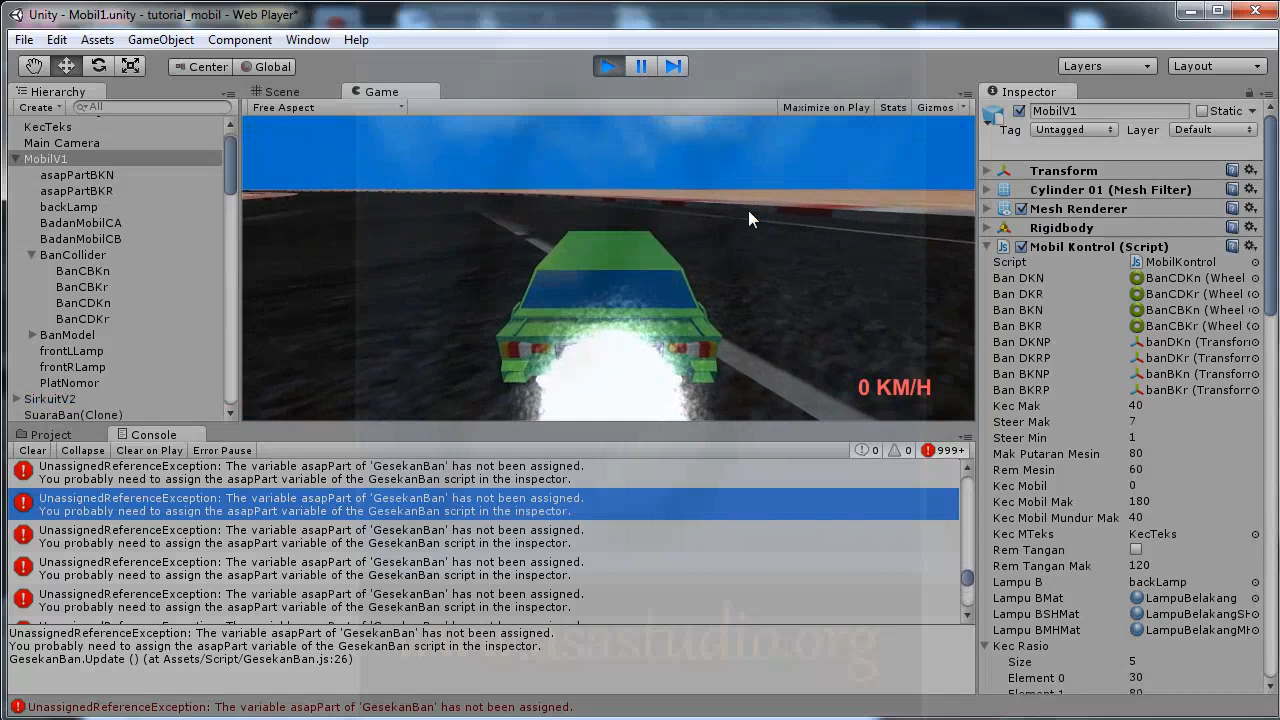 Unity - Mobil1.unity - tutorial_mobil - Web Player*
File Edit Assets GameObject Component Window Help
Center Global Layers Layout
Hierarchy
Create All
KecTeks
Main Camera
MobilV1
asapPartBKN
asapPartBKR
backLamp
BadanMobilCA
BadanMobilCB
BanCollider
BanCBKn
BanCBKr
BanCDKn
BanCDKr
BanModel
frontLLamp
frontRLamp
PlatNomor
SirkuitV2
SuaraBan(Clone)
Scene Game
Free Aspect Maximize on Play Stats Gizmos
0 KM/H
Project Console
Clear Collapse Clear on Play Error Pause 0 0 999+
UnassignedReferenceException: The variable asapPart of 'GesekanBan' has not been assigned.
You probably need to assign the asapPart variable of the GesekanBan script in the inspector.
UnassignedReferenceException: The variable asapPart of 'GesekanBan' has not been assigned.
You probably need to assign the asapPart variable of the GesekanBan script in the inspector.
UnassignedReferenceException: The variable asapPart of 'GesekanBan' has not been assigned.
You probably need to assign the asapPart variable of the GesekanBan script in the inspector.
UnassignedReferenceException: The variable asapPart of 'GesekanBan' has not been assigned.
You probably need to assign the asapPart variable of the GesekanBan script in the inspector.
UnassignedReferenceException: The variable asapPart of 'GesekanBan' has not been assigned.
You probably need to assign the asapPart variable of the GesekanBan script in the inspector.
UnassignedReferenceException: The variable asapPart of 'GesekanBan' has not been assigned.
You probably need to assign the asapPart variable of the GesekanBan script in the inspector.
GesekanBan.Update () (at Assets/Script/GesekanBan.js:26)
UnassignedReferenceException: The variable asapPart of 'GesekanBan' has not been assigned.
Inspector
MobilV1 Static
Tag Untagged Layer Default
Transform
Cylinder 01 (Mesh Filter)
Mesh Renderer
Rigidbody
Mobil Kontrol (Script)
Script MobilKontrol
Ban DKN BanCDKn (Wheel
Ban DKR BanCDKr (Wheel
Ban BKN BanCBKn (Wheel
Ban BKR BanCBKr (Wheel
Ban DKNP banDKn (Transform
Ban DKRP banDKr (Transform
Ban BKNP banBKn (Transform
Ban BKRP banBKr (Transform
Kec Mak 40
Steer Mak 7
Steer Min 1
Mak Putaran Mesin 80
Rem Mesin 60
Kec Mobil 0
Kec Mobil Mak 180
Kec Mobil Mundur Mak 40
Kec MTeks KecTeks
Rem Tangan
Rem Tangan Mak 120
Lampu B backLamp
Lampu BMat LampuBelakang
Lampu BSHMat LampuBelakangSH
Lampu BMHMat LampuBelakangMH
Kec Rasio
Size 5
Element 0 30
Element 1 80